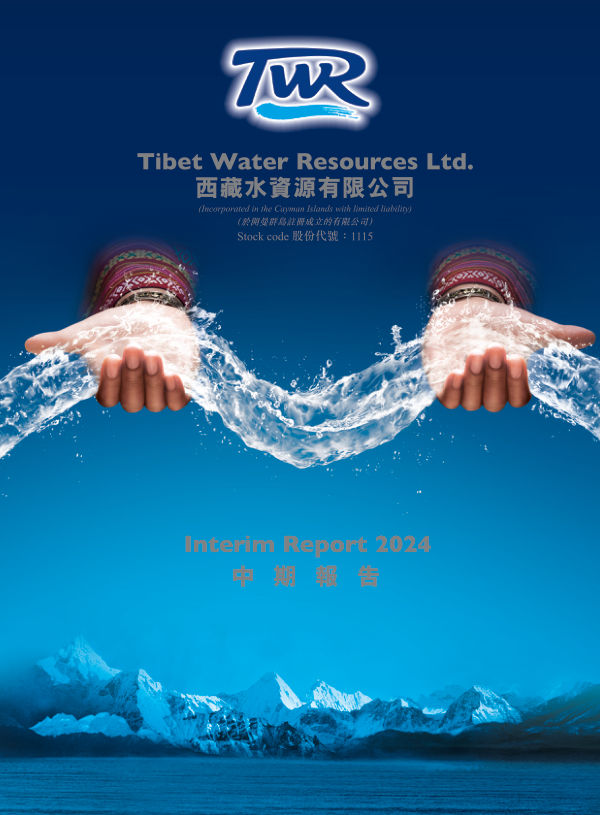 TWR
Tibet Water Resources Ltd.
西藏水資源有限公司
(Incorporated in the Cayman Islands with limited liability)
(於開曼群島註冊成立的有限公司)
Stock code 股份代號：1115
Interim Report 2024
中期報告